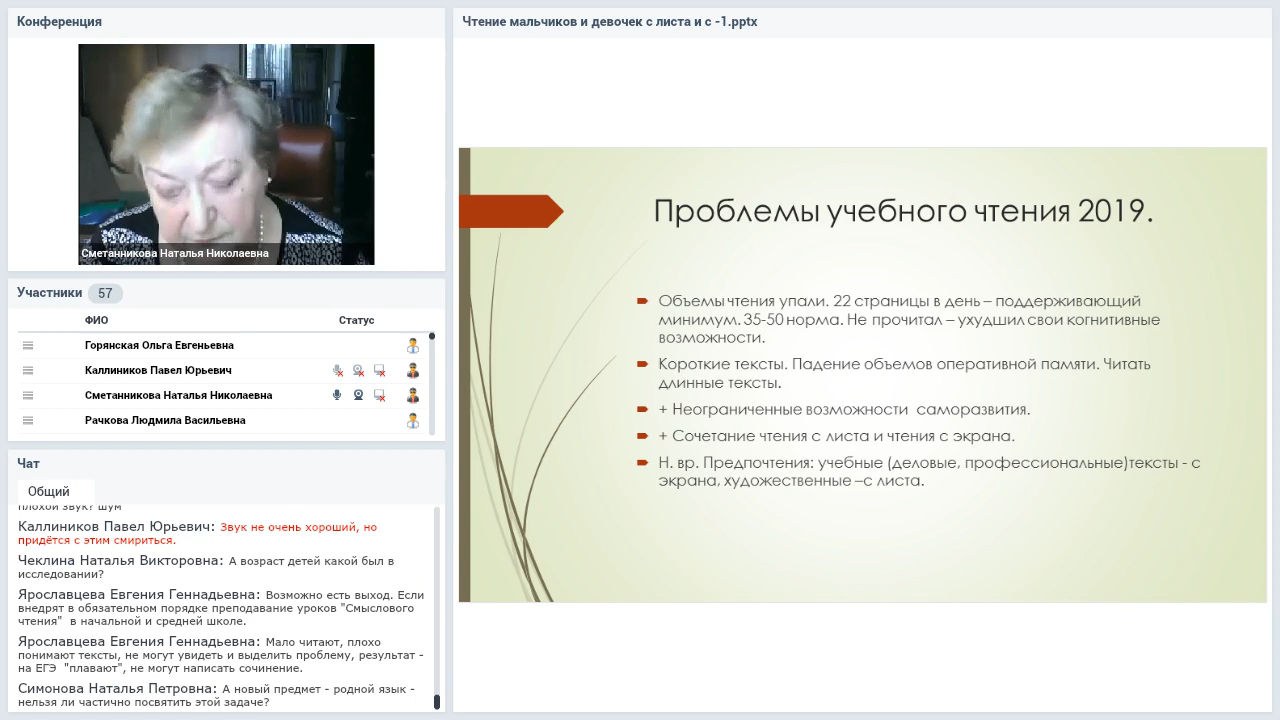 Конференция
Сметанникова Наталья Николаевна
Участники 57
ФИО Статус
Горянская Ольга Евгеньевна
Каллиников Павел Юрьевич
Сметанникова Наталья Николаевна
Рачкова Людмила Васильевна
Чат
Общий
плохой звук? шум
Каллиников Павел Юрьевич: Звук не очень хороший, но
придётся с этим смириться.
Чеклина Наталья Викторовна: А возраст детей какой был в
исследовании?
Ярославцева Евгения Геннадьевна: Возможно есть выход. Если
внедрят в обязательном порядке преподавание уроков "Смыслового
чтения" в начальной и средней школе.
Ярославцева Евгения Геннадьевна: Мало читают, плохо
понимают тексты, не могут увидеть и выделить проблему, результат -
на ЕГЭ "плавают", не могут написать сочинение.
Симонова Наталья Петровна: А новый предмет - родной язык -
нельзя ли частично посвятить этой задаче?
Чтение мальчиков и девочек с листа и с -1.pptx
Проблемы учебного чтения 2019.
Объемы чтения упали. 22 страницы в день – поддерживающий
минимум. 35-50 норма. Не прочитал – ухудшил свои когнитивные
возможности.
Короткие тексты. Падение объемов оперативной памяти. Читать
длинные тексты.
+ Неограниченные возможности саморазвития.
+ Сочетание чтения с листа и чтения с экрана.
Н. вр. Предпочтения: учебные (деловые, профессиональные)тексты - с
экрана, художественные –с листа.